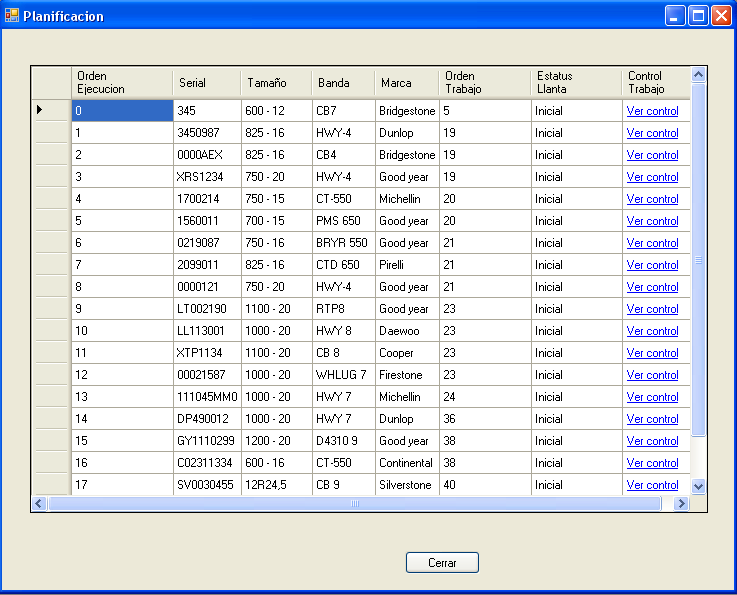 Planificacion
Orden Ejecucion Serial Tamaño Banda Marca Orden Trabajo Estatus Llanta Control Trabajo
0 345 600 - 12 CB7 Bridgestone 5 Inicial Ver control
1 3450987 825 - 16 HWY-4 Dunlop 19 Inicial Ver control
2 0000AEX 825 - 16 CB4 Bridgestone 19 Inicial Ver control
3 XRS1234 750 - 20 HWY-4 Good year 19 Inicial Ver control
4 1700214 750 - 15 CT-550 Michellin 20 Inicial Ver control
5 1560011 700 - 15 PMS 650 Good year 20 Inicial Ver control
6 0219087 750 - 16 BRYR 550 Good year 21 Inicial Ver control
7 2099011 825 - 16 CTD 650 Pirelli 21 Inicial Ver control
8 0000121 750 - 20 HWY-4 Good year 21 Inicial Ver control
9 LT002190 1100 - 20 RTP8 Good year 23 Inicial Ver control
10 LL113001 1000 - 20 HWY 8 Daewoo 23 Inicial Ver control
11 XTP1134 1100 - 20 CB 8 Cooper 23 Inicial Ver control
12 00021587 1000 - 20 WHLUG 7 Firestone 23 Inicial Ver control
13 111045MM0 1000 - 20 HWY 7 Michellin 24 Inicial Ver control
14 DP490012 1000 - 20 HWY 7 Dunlop 36 Inicial Ver control
15 GY1110299 1200 - 20 D4310 9 Good year 38 Inicial Ver control
16 C02311334 600 - 16 CT-550 Continental 38 Inicial Ver control
17 SV0030455 12R24,5 CB 9 Silverstone 40 Inicial Ver control
Cerrar